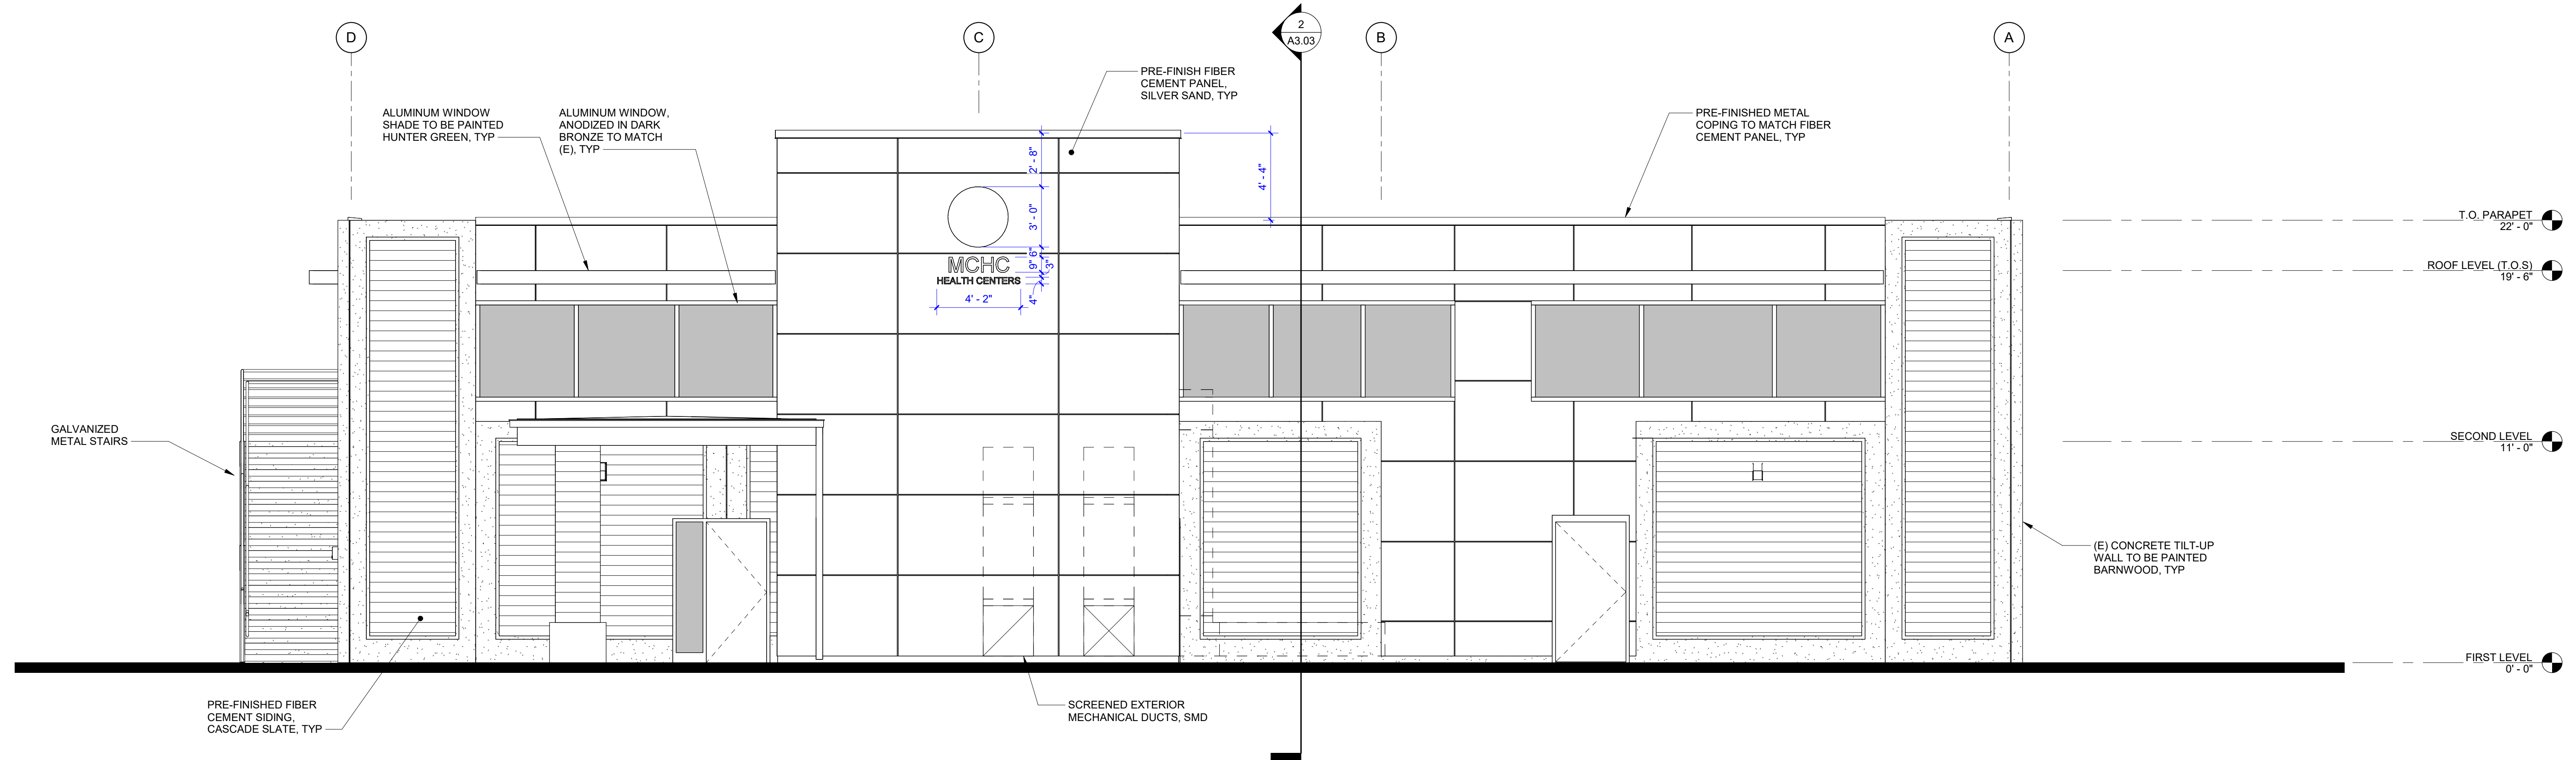 D
C
2
A3.03
B
A
PRE-FINISH FIBER
CEMENT PANEL,
SILVER SAND, TYP
ALUMINUM WINDOW
SHADE TO BE PAINTED
HUNTER GREEN, TYP
ALUMINUM WINDOW,
ANODIZED IN DARK
BRONZE TO MATCH
(E), TYP
PRE-FINISHED METAL
COPING TO MATCH FIBER
CEMENT PANEL, TYP
2' - 8"
4' - 4"
3' - 0"
6"
9"
3"
4"
4' - 2"
MCHC
HEALTH CENTERS
T.O. PARAPET
22' - 0"
ROOF LEVEL (T.O.S)
19' - 6"
GALVANIZED
METAL STAIRS
SECOND LEVEL
11' - 0"
(E) CONCRETE TILT-UP
WALL TO BE PAINTED
BARNWOOD, TYP
FIRST LEVEL
0' - 0"
PRE-FINISHED FIBER
CEMENT SIDING,
CASCADE SLATE, TYP
SCREENED EXTERIOR
MECHANICAL DUCTS, SMD